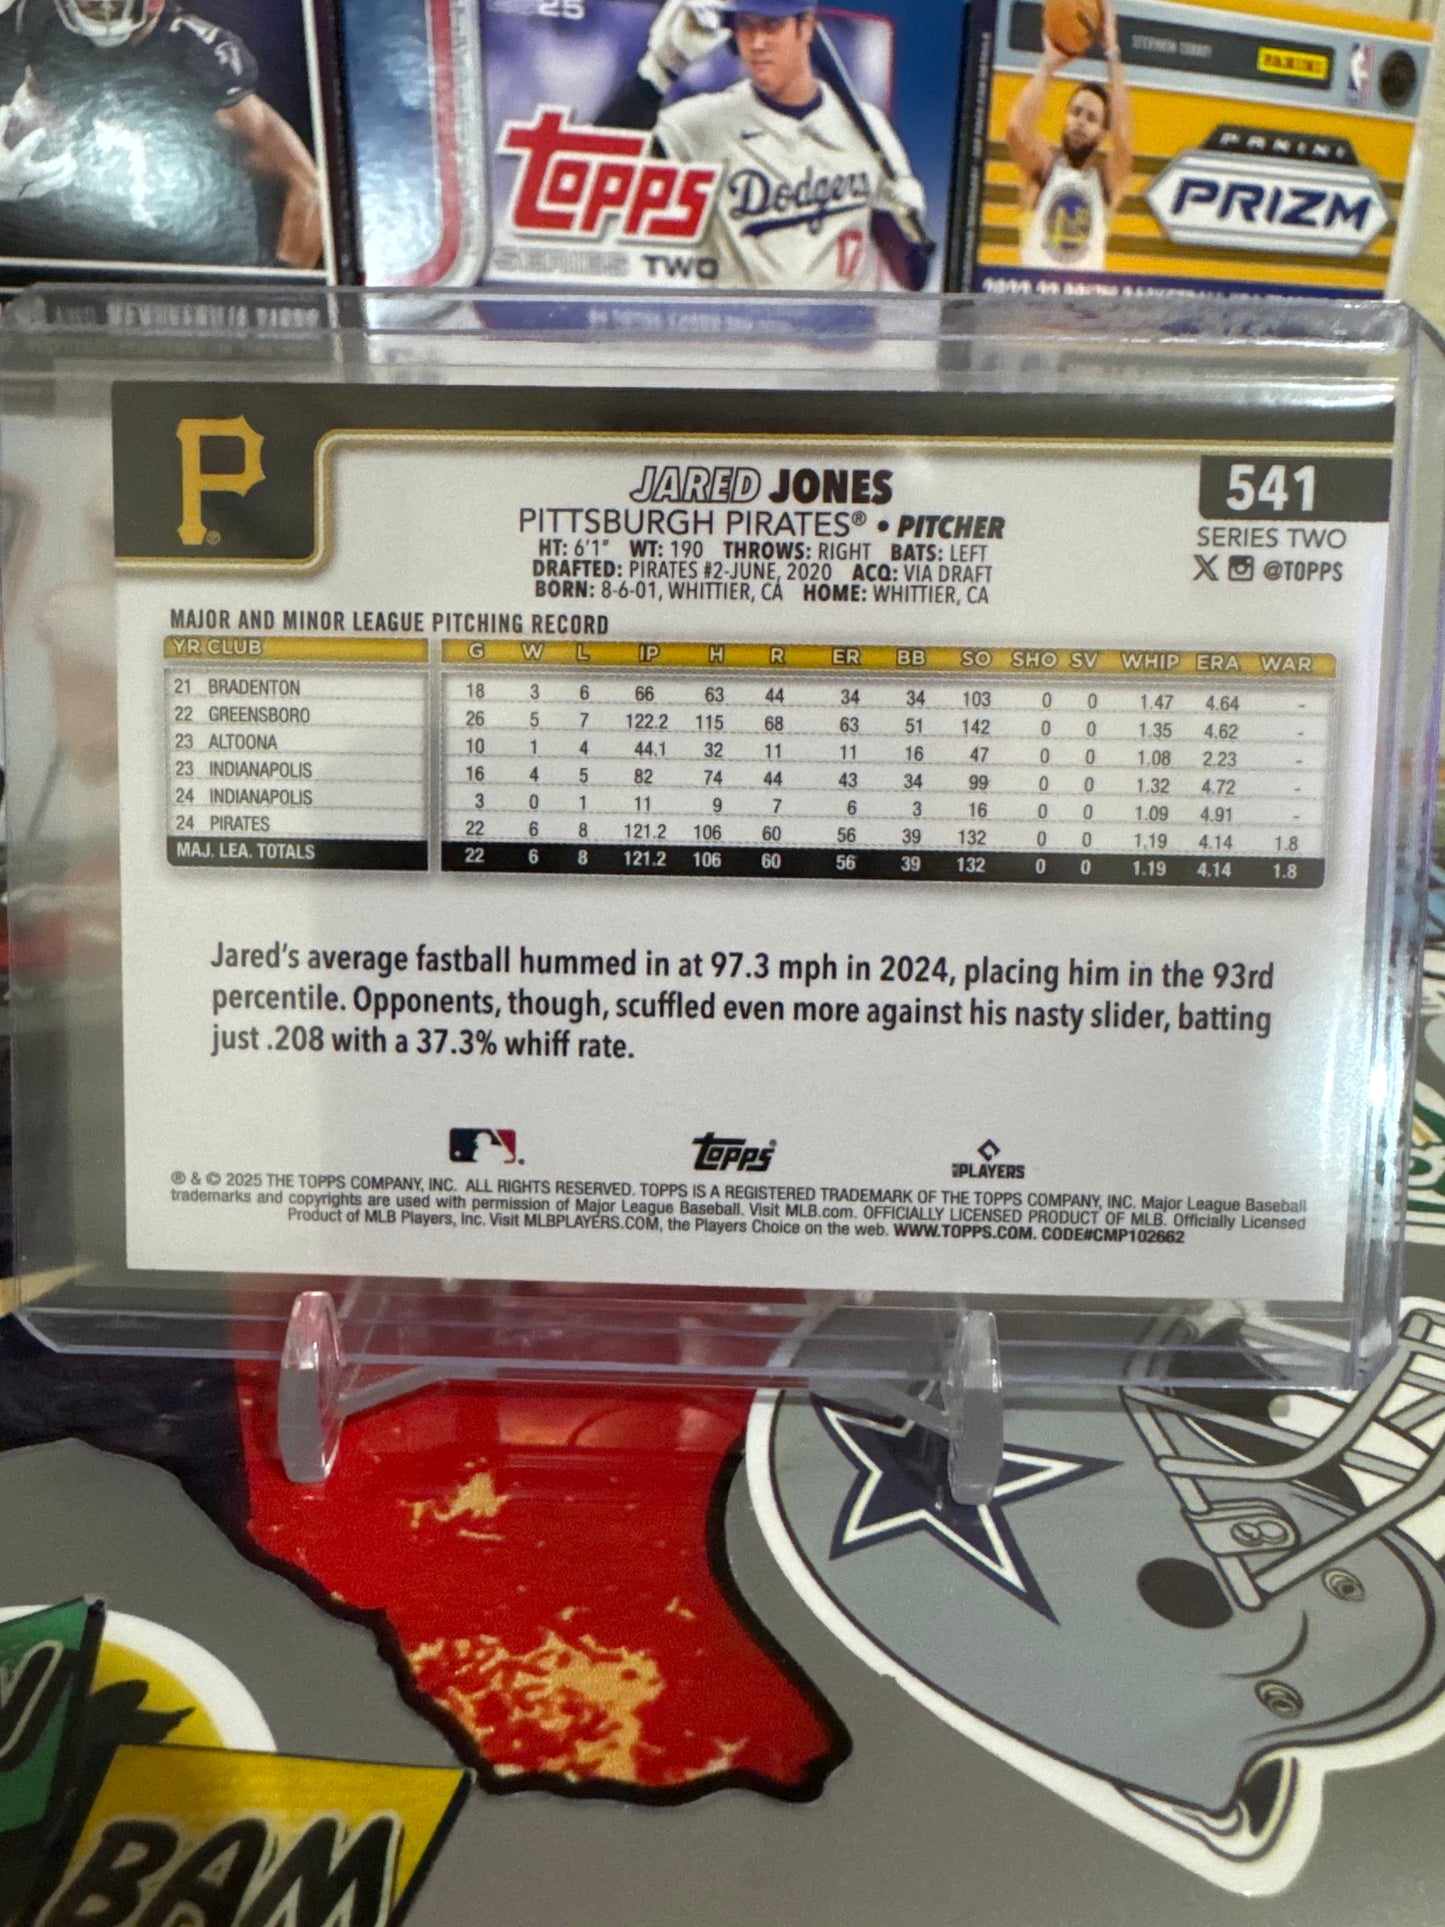 TOPPS
SERIES TWO
Dodgers
17
PANINI
PANINI
PRIZM
P
JARED JONES
541
PITTSBURGH PIRATES® • PITCHER
SERIES TWO
HT: 6'1" WT: 190 THROWS: RIGHT BATS: LEFT
X @TOPPS
DRAFTED: PIRATES #2-JUNE, 2020 ACQ: VIA DRAFT
BORN: 8-6-01, WHITTIER, CA HOME: WHITTIER, CA
MAJOR AND MINOR LEAGUE PITCHING RECORD
YR CLUB G W L IP H R ER BB SO SHO SV WHIP ERA WAR
21 BRADENTON 18 3 6 66 63 44 34 34 103 0 0 1.47 4.64 -
22 GREENSBORO 26 5 7 122.2 115 68 63 51 142 0 0 1.35 4.62 -
23 ALTOONA 10 1 4 44.1 32 11 11 16 47 0 0 1.08 2.23 -
23 INDIANAPOLIS 16 4 5 82 74 44 43 38 99 0 0 1.32 4.72 -
24 INDIANAPOLIS 3 0 1 11 9 7 6 3 16 0 0 1.09 4.91 -
24 PIRATES 22 6 8 121.2 106 60 56 39 132 0 0 1.19 4.14 1.8
MAJ. LEA. TOTALS 22 6 8 121.2 106 60 56 39 132 0 0 1.19 4.14 1.8
Jared's average fastball hummed in at 97.3 mph in 2024, placing him in the 93rd
percentile. Opponents, though, scuffled even more against his nasty slider, batting
just .208 with a 37.3% whiff rate.
TOPPS
PLAYERS
® & © 2025 THE TOPPS COMPANY, INC. ALL RIGHTS RESERVED. TOPPS IS A REGISTERED TRADEMARK OF THE TOPPS COMPANY, INC. Major League Baseball
trademarks and copyrights are used with permission of Major League Baseball. Visit MLB.com. OFFICIALLY LICENSED PRODUCT OF MLB. Officially Licensed
Product of MLB Players, Inc. Visit MLBPLAYERS.COM, the Players Choice on the web. WWW.TOPPS.COM. CODE#CMP102662
BAM